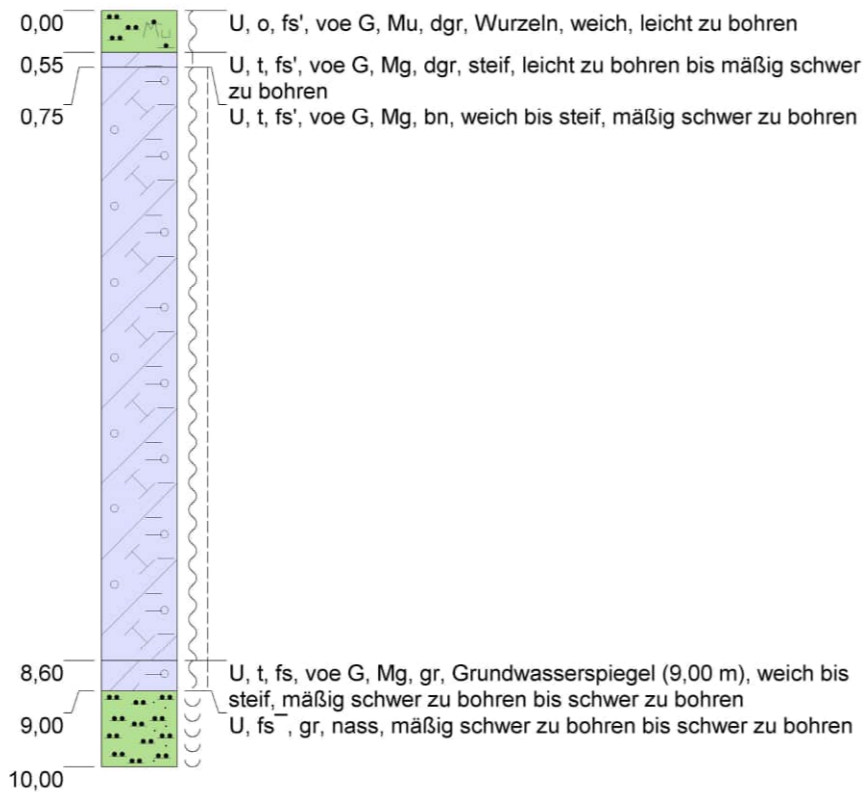 0,00 U, o, fs', voe G, Mu, dgr, Wurzeln, weich, leicht zu bohren
Mu
0,55 U, t, fs', voe G, Mg, dgr, steif, leicht zu bohren bis mäßig schwer
zu bohren
0,75 U, t, fs', voe G, Mg, bn, weich bis steif, mäßig schwer zu bohren
8,60 U, t, fs, voe G, Mg, gr, Grundwasserspiegel (9,00 m), weich bis
steif, mäßig schwer zu bohren bis schwer zu bohren
9,00 U, fs¯, gr, nass, mäßig schwer zu bohren bis schwer zu bohren
10,00